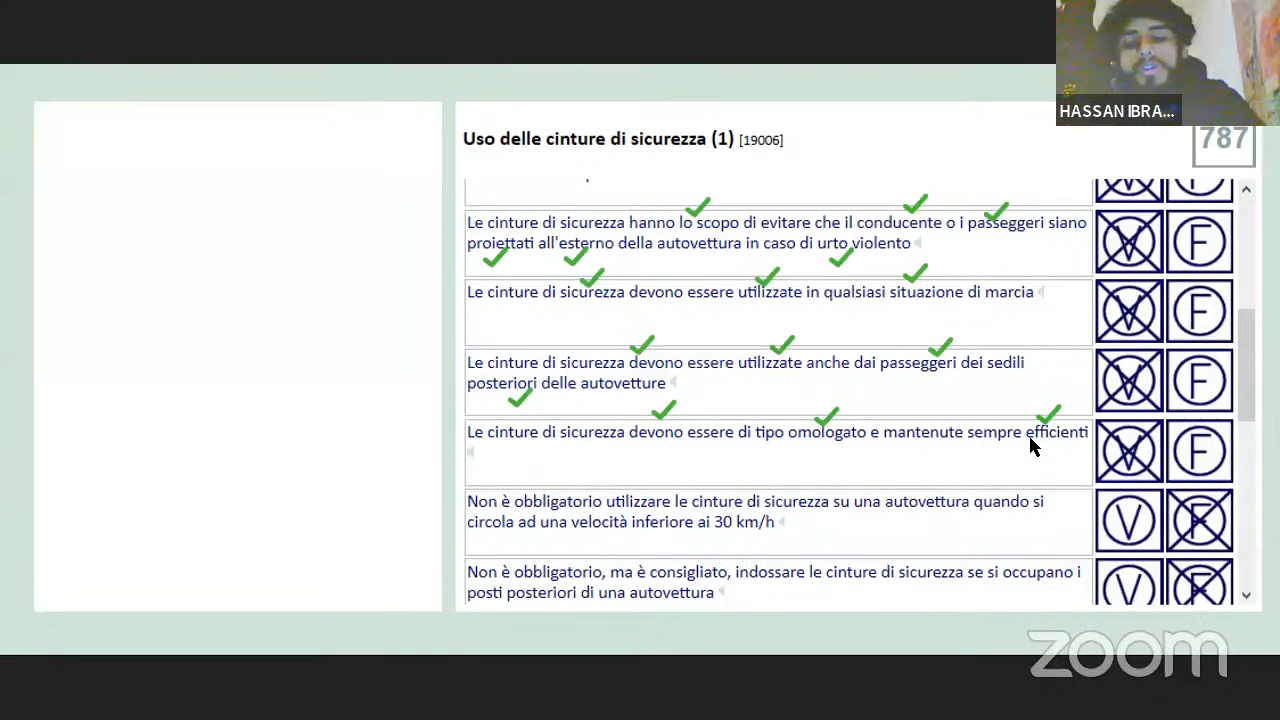 HASSAN IBRA...
Uso delle cinture di sicurezza (1) [19006]
787
Le cinture di sicurezza hanno lo scopo di evitare che il conducente o i passeggeri siano
proiettati all'esterno della autovettura in caso di urto violento
V F
Le cinture di sicurezza devono essere utilizzate in qualsiasi situazione di marcia
V F
Le cinture di sicurezza devono essere utilizzate anche dai passeggeri dei sedili
posteriori delle autovetture
V F
Le cinture di sicurezza devono essere di tipo omologato e mantenute sempre efficienti
V F
Non è obbligatorio utilizzare le cinture di sicurezza su una autovettura quando si
circola ad una velocità inferiore ai 30 km/h
V F
Non è obbligatorio, ma è consigliato, indossare le cinture di sicurezza se si occupano i
posti posteriori di una autovettura
V F
zoom